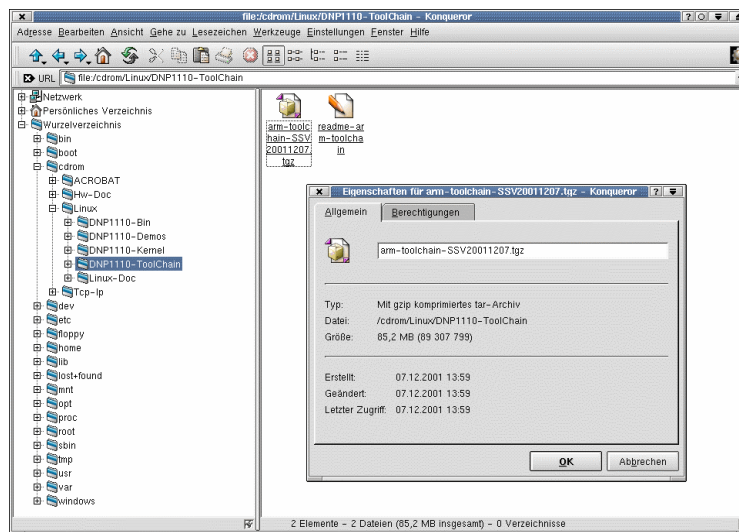 file:/cdrom/Linux/DNP1110-ToolChain - Konqueror
Adresse Bearbeiten Ansicht Gehe zu Lesezeichen Werkzeuge Einstellungen Fenster Hilfe
URL file:/cdrom/Linux/DNP1110-ToolChain
Netzwerk
Persönliches Verzeichnis
Wurzelverzeichnis
bin
boot
cdrom
ACROBAT
Hw-Doc
Linux
DNP1110-Bin
DNP1110-Demos
DNP1110-Kernel
DNP1110-ToolChain
Linux-Doc
Tcp-Ip
dev
etc
floppy
home
lib
lost+found
mnt
opt
proc
root
sbin
tmp
usr
var
windows
arm-toolc
hain-SSV
20011207.
tgz
readme-ar
m-toolcha
in
Eigenschaften für arm-toolchain-SSV20011207.tgz - Konqueror
Allgemein Berechtigungen
arm-toolchain-SSV20011207.tgz
Typ: Mit gzip komprimiertes tar-Archiv
Datei: /cdrom/Linux/DNP1110-ToolChain
Größe: 85,2 MB (89 307 799)
Erstellt: 07.12.2001 13:59
Geändert: 07.12.2001 13:59
Letzter Zugriff: 07.12.2001 13:59
OK Abbrechen
2 Elemente - 2 Dateien (85,2 MB insgesamt) - 0 Verzeichnisse